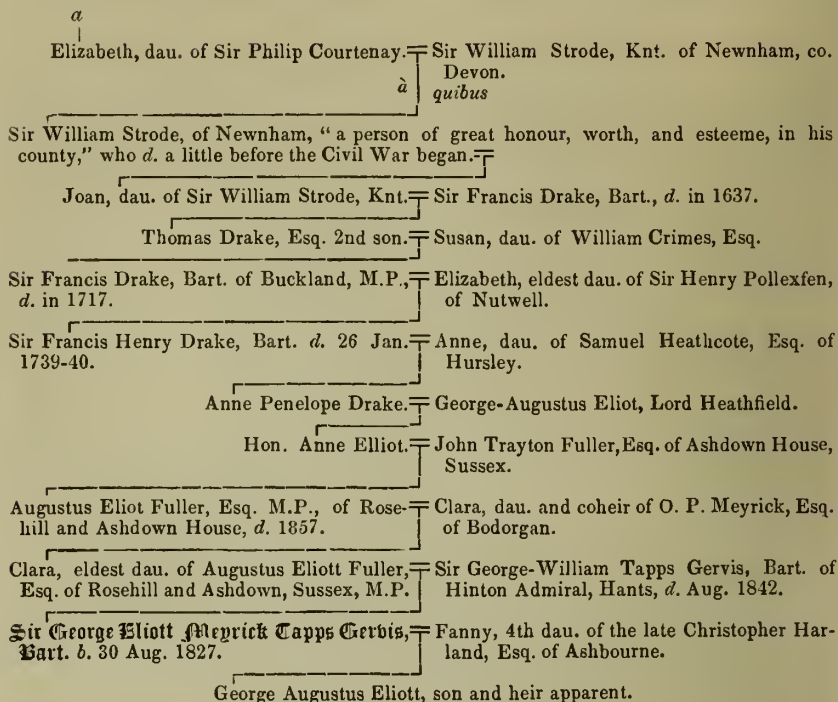 a
Elizabeth, dau. of Sir Philip Courtenay. Sir William Strode, Knt. of Newnham, co.
Devon.
à quibus
Sir William Strode, of Newnham, “ a person of great honour, worth, and esteeme, in his
county,” who d. a little before the Civil War began.
Joan, dau. of Sir William Strode, Knt. Sir Francis Drake, Bart., d. in 1637.
Thomas Drake, Esq. 2nd son. Susan, dau. of William Crimes, Esq.
Sir Francis Drake, Bart. of Buckland, M.P., Elizabeth, eldest dau. of Sir Henry Pollexfen,
d. in 1717. of Nutwell.
Sir Francis Henry Drake, Bart. d. 26 Jan. Anne, dau. of Samuel Heathcote, Esq. of
1739-40. Hursley.
Anne Penelope Drake. George-Augustus Eliot, Lord Heathfield.
Hon. Anne Elliot. John Trayton Fuller, Esq. of Ashdown House,
Sussex.
Augustus Eliot Fuller, Esq. M.P., of Rose- Clara, dau. and coheir of O. P. Meyrick, Esq.
hill and Ashdown House, d. 1857. of Bodorgan.
Clara, eldest dau. of Augustus Eliott Fuller, Sir George-William Tapps Gervis, Bart. of
Esq. of Rosehill and Ashdown, Sussex, M.P. Hinton Admiral, Hants, d. Aug. 1842.
Sir George Eliott Meyrick Tapps Gervis, Fanny, 4th dau. of the late Christopher Har-
Bart. b. 30 Aug. 1827. land, Esq. of Ashbourne.
George Augustus Eliott, son and heir apparent.